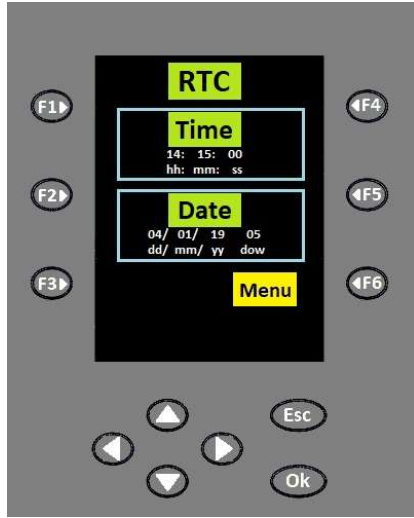 RTC
F1
F4
Time
14: 15: 00
hh: mm: ss
F2
F5
Date
04/ 01/ 19 05
dd/ mm/ yy dow
F3
Menu
F6
Esc
Ok